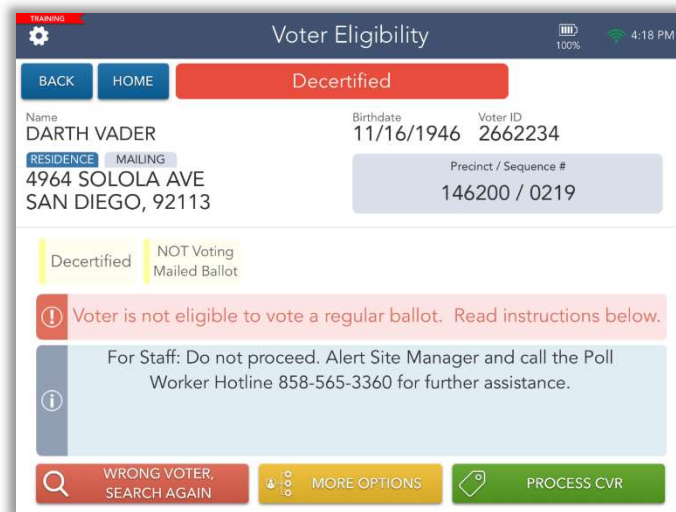 TRAINING
Voter Eligibility
100%
4:18 PM
BACK
HOME
Decertified
Name
DARTH VADER
Birthdate
11/16/1946
Voter ID
2662234
RESIDENCE
MAILING
4964 SOLOLA AVE
SAN DIEGO, 92113
Precinct / Sequence #
146200 / 0219
Decertified
NOT Voting
Mailed Ballot
Voter is not eligible to vote a regular ballot. Read instructions below.
For Staff: Do not proceed. Alert Site Manager and call the Poll
Worker Hotline 858-565-3360 for further assistance.
WRONG VOTER,
SEARCH AGAIN
MORE OPTIONS
PROCESS CVR